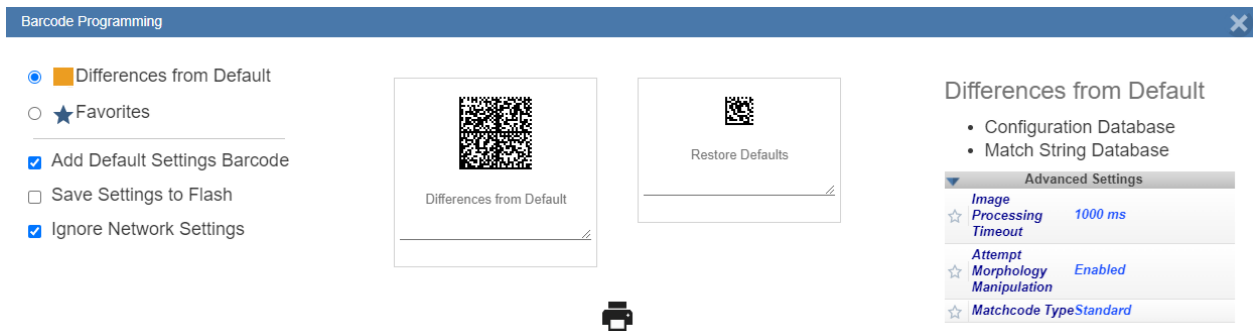 Barcode Programming
Differences from Default
Favorites
Add Default Settings Barcode
Save Settings to Flash
Ignore Network Settings
Differences from Default
Restore Defaults
Differences from Default
Configuration Database
Match String Database
Advanced Settings
Image
Processing 1000 ms
Timeout
Attempt
Morphology Enabled
Manipulation
Matchcode Type Standard